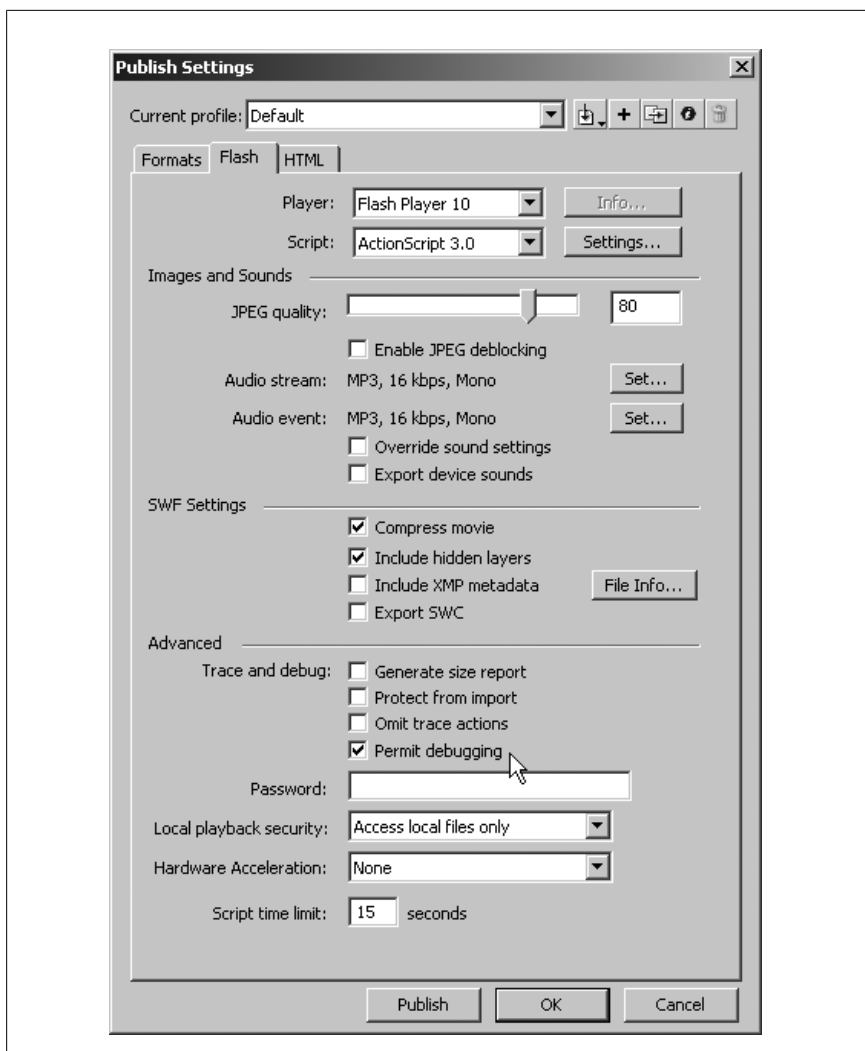 Publish Settings
Current profile: Default
Formats Flash HTML
Player: Flash Player 10 Info...
Script: ActionScript 3.0 Settings...
Images and Sounds
JPEG quality: 80
Enable JPEG deblocking
Audio stream: MP3, 16 kbps, Mono Set...
Audio event: MP3, 16 kbps, Mono Set...
Override sound settings
Export device sounds
SWF Settings
Compress movie
Include hidden layers
Include XMP metadata File Info...
Export SWC
Advanced
Trace and debug: Generate size report
Protect from import
Omit trace actions
Permit debugging
Password:
Local playback security: Access local files only
Hardware Acceleration: None
Script time limit: 15 seconds
Publish OK Cancel